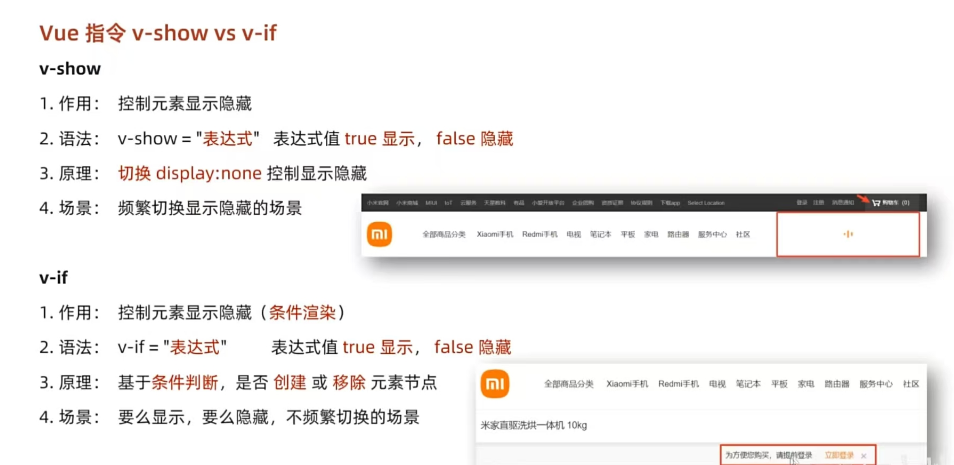 Vue 指令 v-show vs v-if
v-show
1. 作用： 控制元素显示隐藏
2. 语法： v-show = "表达式" 表达式值 true 显示， false 隐藏
3. 原理： 切换 display:none 控制显示隐藏
4. 场景： 频繁切换显示隐藏的场景
小米官网 小米商城 MIUI IoT 云服务 天星数科 有品 小爱开放平台 企业团购 资质证照 协议规则 下载app Select Location 登录 注册 消息通知 购物车 (0)
mi 全部商品分类 Xiaomi手机 Redmi手机 电视 笔记本 平板 家电 路由器 服务中心 社区
v-if
1. 作用： 控制元素显示隐藏（条件渲染）
2. 语法： v-if = "表达式" 表达式值 true 显示， false 隐藏
3. 原理： 基于条件判断，是否 创建 或 移除 元素节点
4. 场景： 要么显示，要么隐藏，不频繁切换的场景
mi 全部商品分类 Xiaomi手机 Redmi手机 电视 笔记本 平板 家电 路由器 服务中心 社区
米家直驱洗烘一体机 10kg
为方便您购买，请提前登录 立即登录 ×